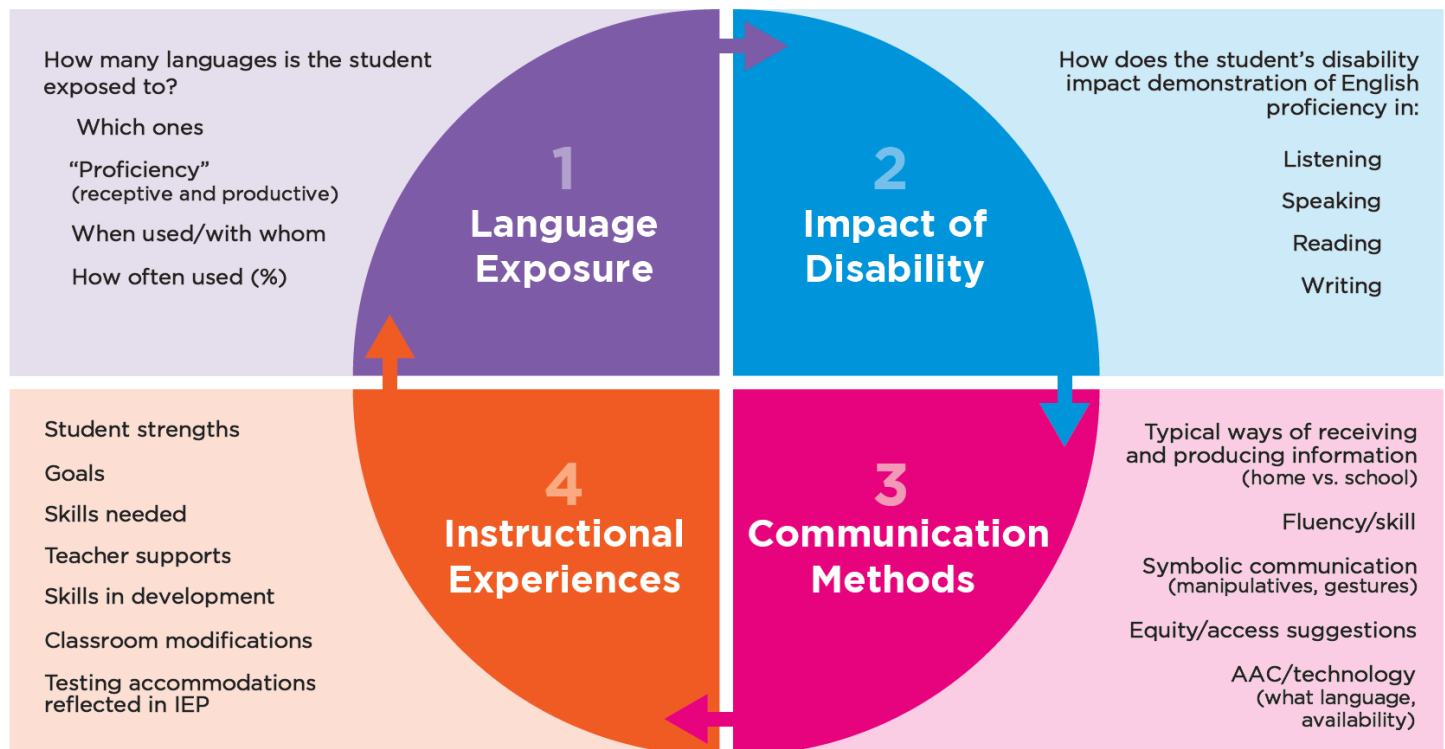 How many languages is the student
exposed to?
Which ones
“Proficiency”
(receptive and productive)
When used/with whom
How often used (%)
1
Language
Exposure
2
Impact of
Disability
How does the student’s disability
impact demonstration of English
proficiency in:
Listening
Speaking
Reading
Writing
3
Communication
Methods
Typical ways of receiving
and producing information
(home vs. school)
Fluency/skill
Symbolic communication
(manipulatives, gestures)
Equity/access suggestions
AAC/technology
(what language,
availability)
4
Instructional
Experiences
Student strengths
Goals
Skills needed
Teacher supports
Skills in development
Classroom modifications
Testing accommodations
reflected in IEP